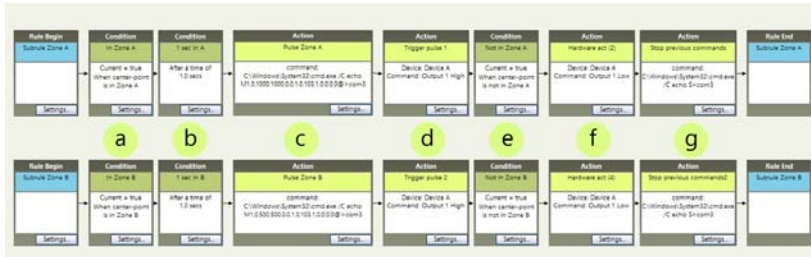 Rule Begin
Subrule Zone A
Condition
In Zone A
Current = true
When center-point
is in Zone A
Settings...
Condition
1 sec in A
After a time of
1.0 secs
Settings...
Action
Pulse Zone A
command:
C:\Windows\System32\cmd.exe /C echo
M1,0,1000,1000,0,0,1,0,103,1,0,0,0,@>com3
Settings...
Action
Trigger pulse 1
Device: Device A
Command: Output 1 High
Settings...
Condition
Not in Zone A
Current = true
When center-point
is not in Zone A
Settings...
Action
Hardware act (2)
Device: Device A
Command: Output 1 Low
Settings...
Action
Stop previous commands
command:
C:\Windows\System32\cmd.exe
/C echo S>com3
Settings...
Rule End
Subrule Zone A
a
b
c
d
e
f
g
Rule Begin
Subrule Zone B
Condition
In Zone B
Current = true
When center-point
is in Zone B
Settings...
Condition
1 sec in B
After a time of
1.0 secs
Settings...
Action
Pulse Zone B
command:
C:\Windows\System32\cmd.exe /C echo
M1,0,500,500,0,0,1,0,103,1,0,0,0,@>com3
Settings...
Action
Trigger pulse 2
Device: Device A
Command: Output 1 High
Settings...
Condition
Not in Zone B
Current = true
When center-point
is not in Zone B
Settings...
Action
Hardware act (4)
Device: Device A
Command: Output 1 Low
Settings...
Action
Stop previous commands2
command:
C:\Windows\System32\cmd.exe
/C echo S>com3
Settings...
Rule End
Subrule Zone B